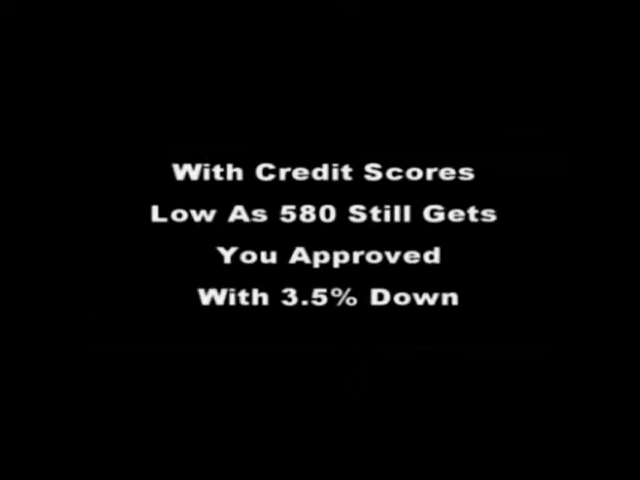 With Credit Scores
Low As 580 Still Gets
You Approved
With 3.5% Down